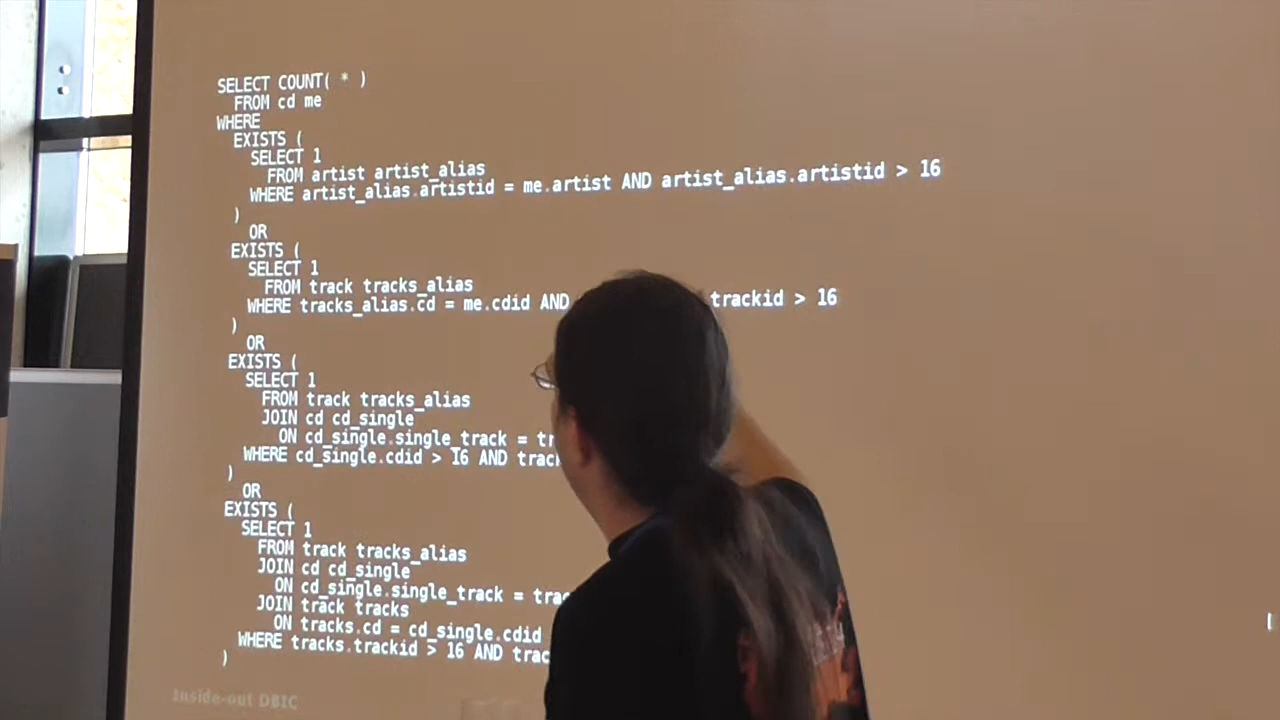 SELECT COUNT( * )
FROM cd me
WHERE
EXISTS (
SELECT 1
FROM artist artist_alias
WHERE artist_alias.artistid = me.artist AND artist_alias.artistid > 16
)
OR
EXISTS (
SELECT 1
FROM track tracks_alias
WHERE tracks_alias.cd = me.cdid AND trackid > 16
)
OR
EXISTS (
SELECT 1
FROM track tracks_alias
JOIN cd cd_single
ON cd_single.single_track =
WHERE cd_single.cdid > 16 AND
)
OR
EXISTS (
SELECT 1
FROM track tracks_alias
JOIN cd cd_single
ON cd_single.single_track =
JOIN track tracks
ON tracks.cd = cd_single.cdid
WHERE tracks.trackid > 16 AND
)
Inside-out DBIC